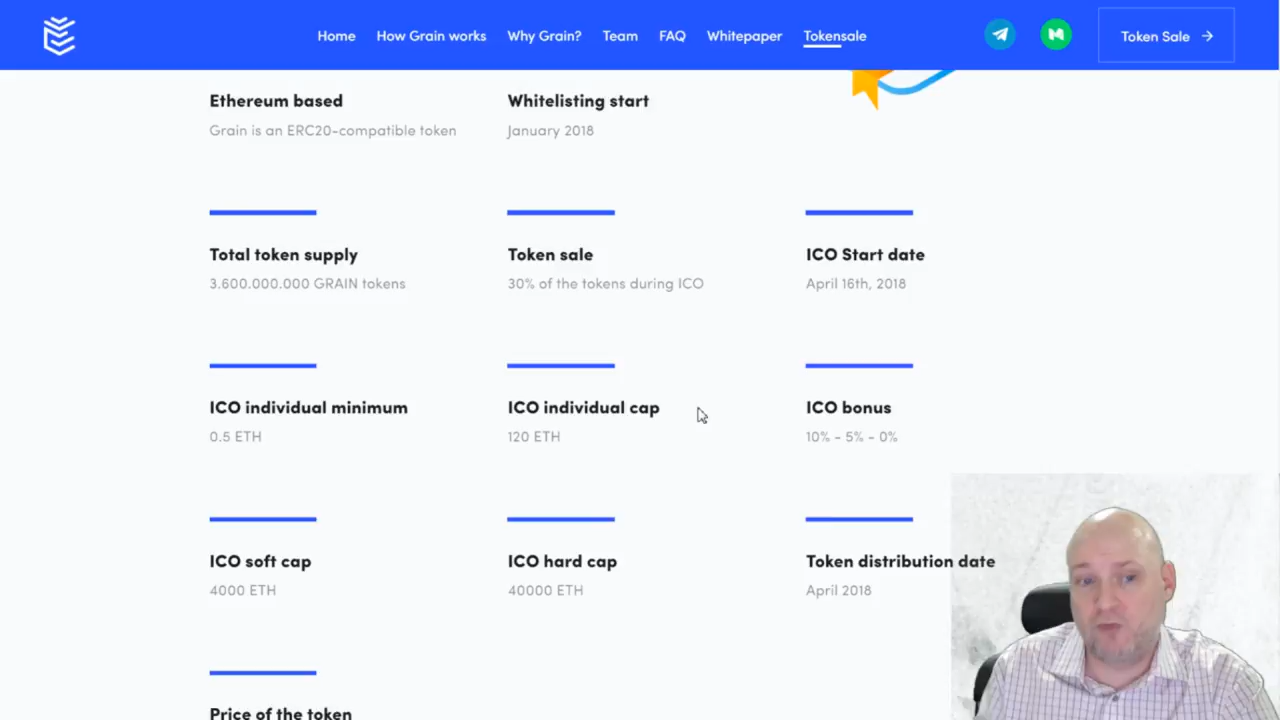 Home How Grain works Why Grain? Team FAQ Whitepaper Tokensale Token Sale →
Ethereum based
Grain is an ERC20-compatible token
Whitelisting start
January 2018
Total token supply
3.600.000.000 GRAIN tokens
Token sale
30% of the tokens during ICO
ICO Start date
April 16th, 2018
ICO individual minimum
0.5 ETH
ICO individual cap
120 ETH
ICO bonus
10% - 5% - 0%
ICO soft cap
4000 ETH
ICO hard cap
40000 ETH
Token distribution date
April 2018
Price of the token